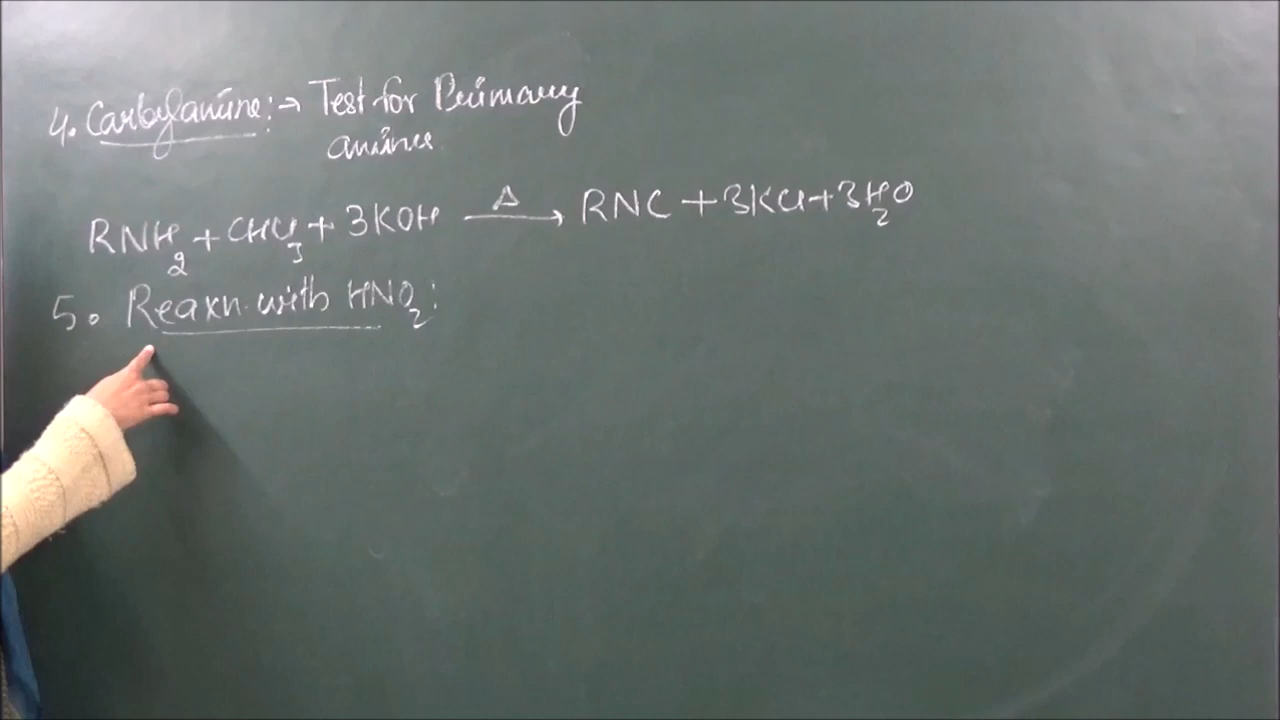 4. Carbylamine:→ Test for Primary
amine
RNH₂ + CHCl₃ + 3KOH —Δ→ RNC + 3KCl + 3H₂O
5. Reaxn. with HNO₂: